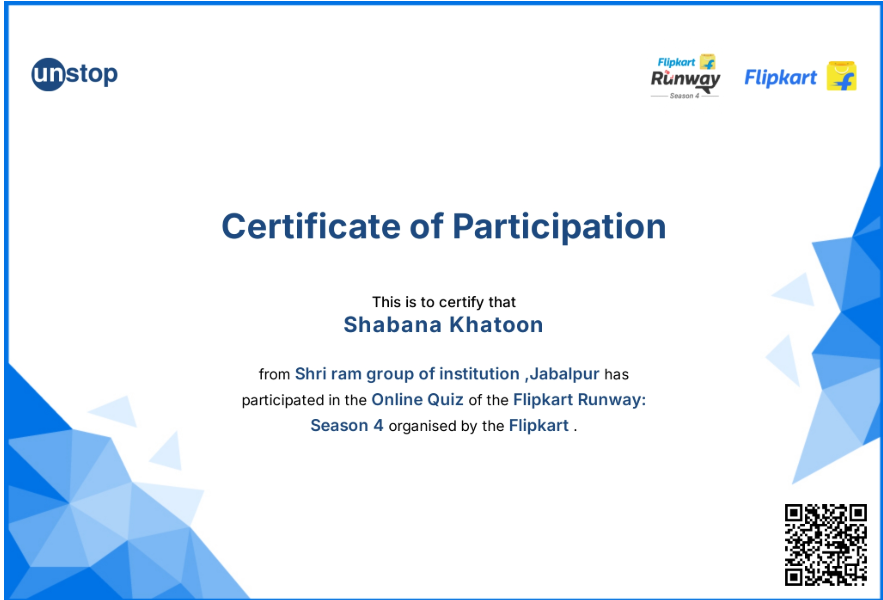 unstop
Flipkart
Runway
Season 4
Flipkart
Certificate of Participation
This is to certify that
Shabana Khatoon
from Shri ram group of institution ,Jabalpur has
participated in the Online Quiz of the Flipkart Runway:
Season 4 organised by the Flipkart .